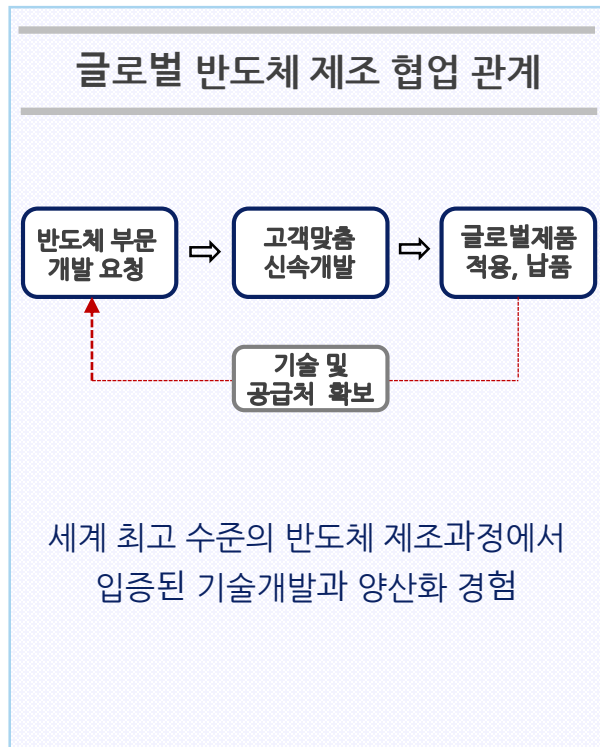 글로벌 반도체 제조 협업 관계
반도체 부문
개발 요청
⇨
고객맞춤
신속개발
⇨
글로벌제품
적용, 납품
기술 및
공급처 확보
세계 최고 수준의 반도체 제조과정에서
입증된 기술개발과 양산화 경험